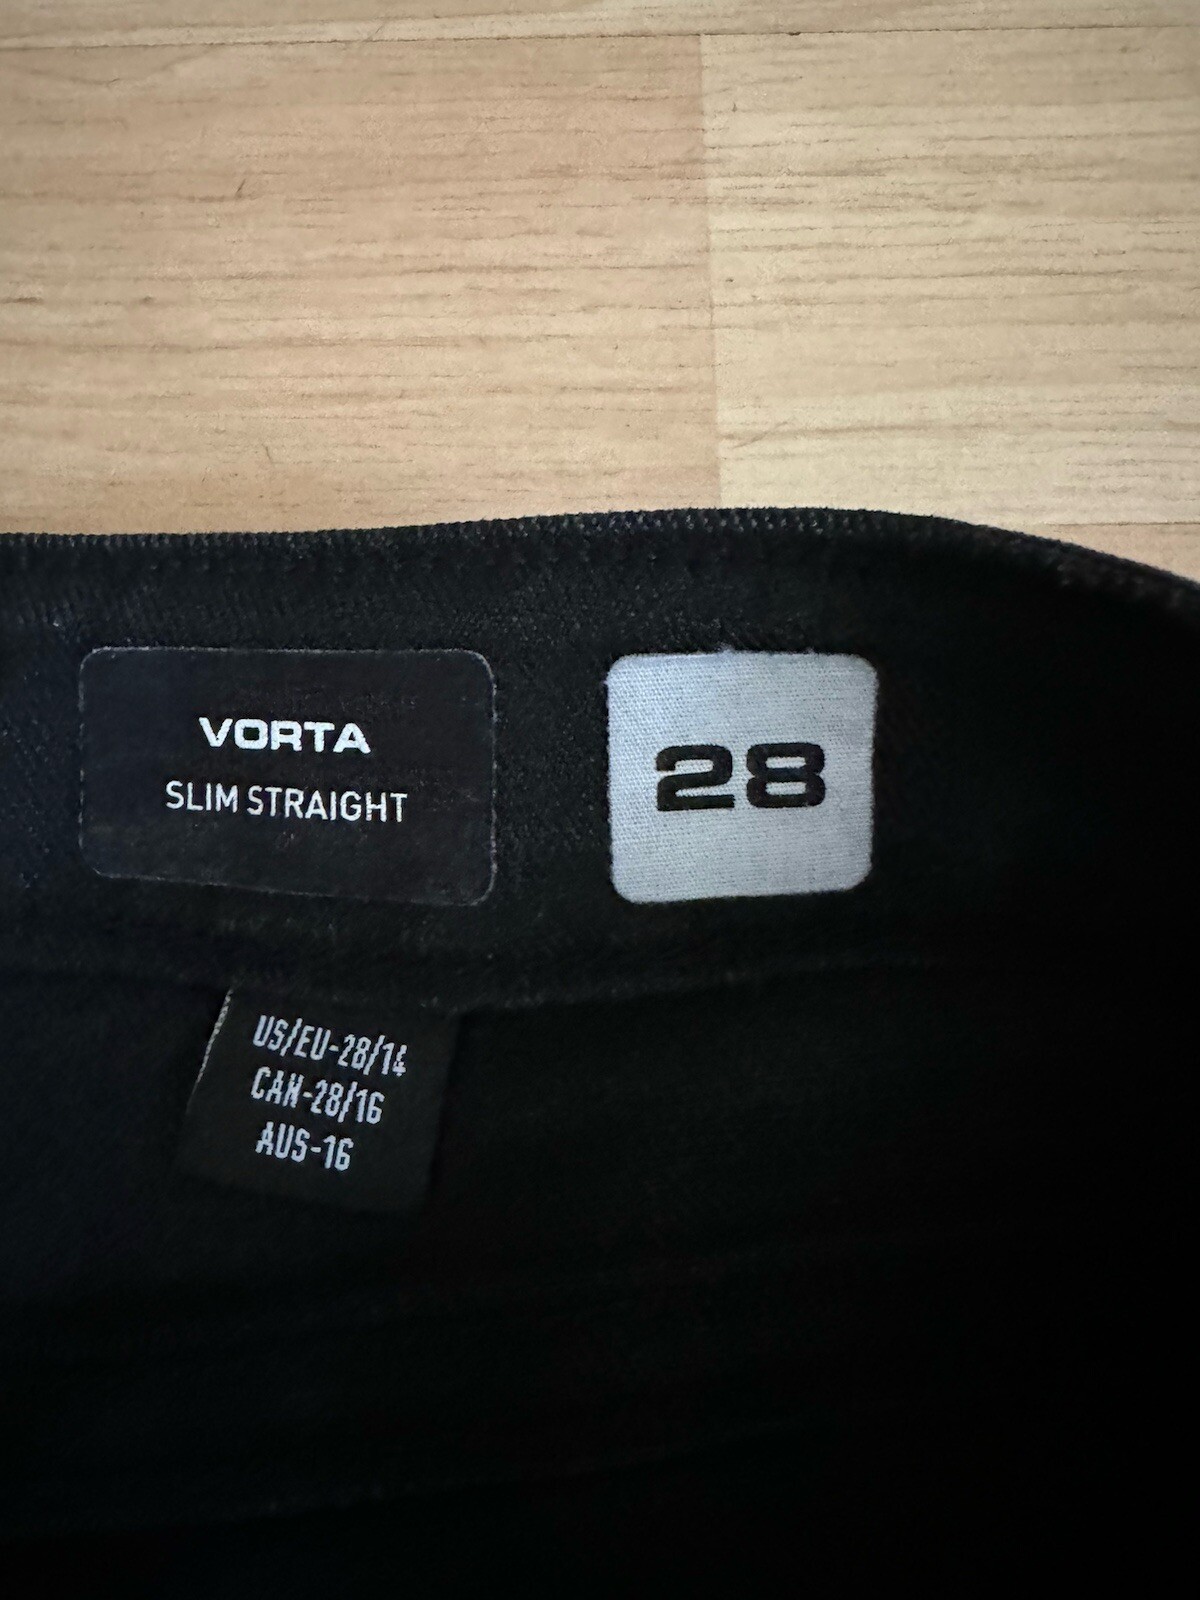 VORTA
SLIM STRAIGHT
28
US/EU-28/14
CAN-28/16
AUS-16